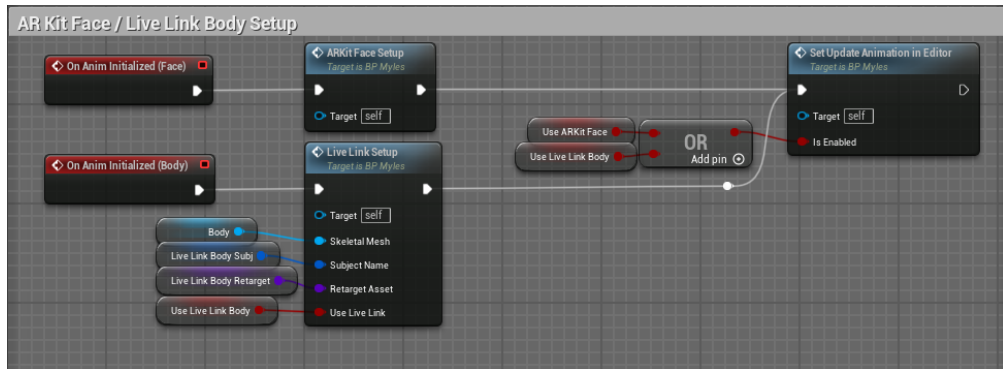 AR Kit Face / Live Link Body Setup
On Anim Initialized (Face)
ARKit Face Setup
Target is BP Myles
Target self
Set Update Animation in Editor
Target is BP Myles
Target self
Is Enabled
Use ARKit Face
Use Live Link Body
OR
Add pin
On Anim Initialized (Body)
Live Link Setup
Target is BP Myles
Target self
Skeletal Mesh
Subject Name
Retarget Asset
Use Live Link
Body
Live Link Body Subj
Live Link Body Retarget
Use Live Link Body